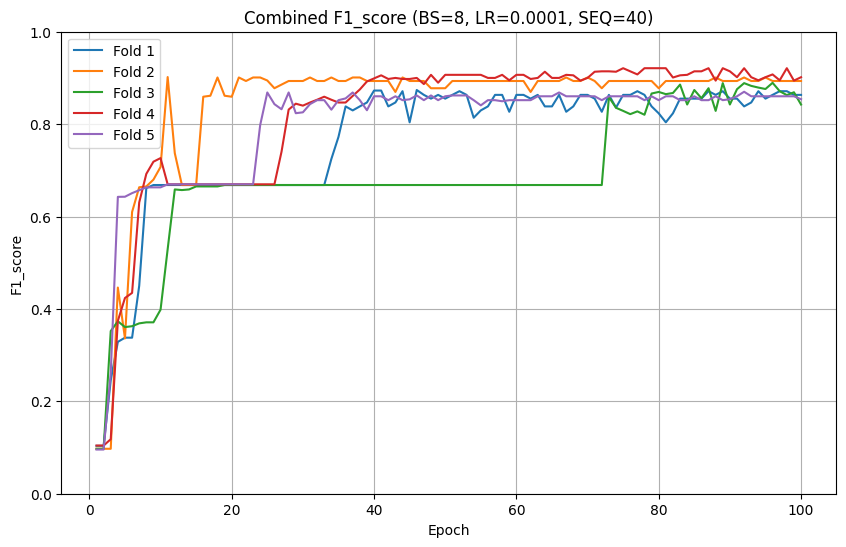 Combined F1_score (BS=8, LR=0.0001, SEQ=40)
Fold 1
Fold 2
Fold 3
Fold 4
Fold 5
F1_score
1.0
0.8
0.6
0.4
0.2
0.0
0 20 40 60 80 100
Epoch